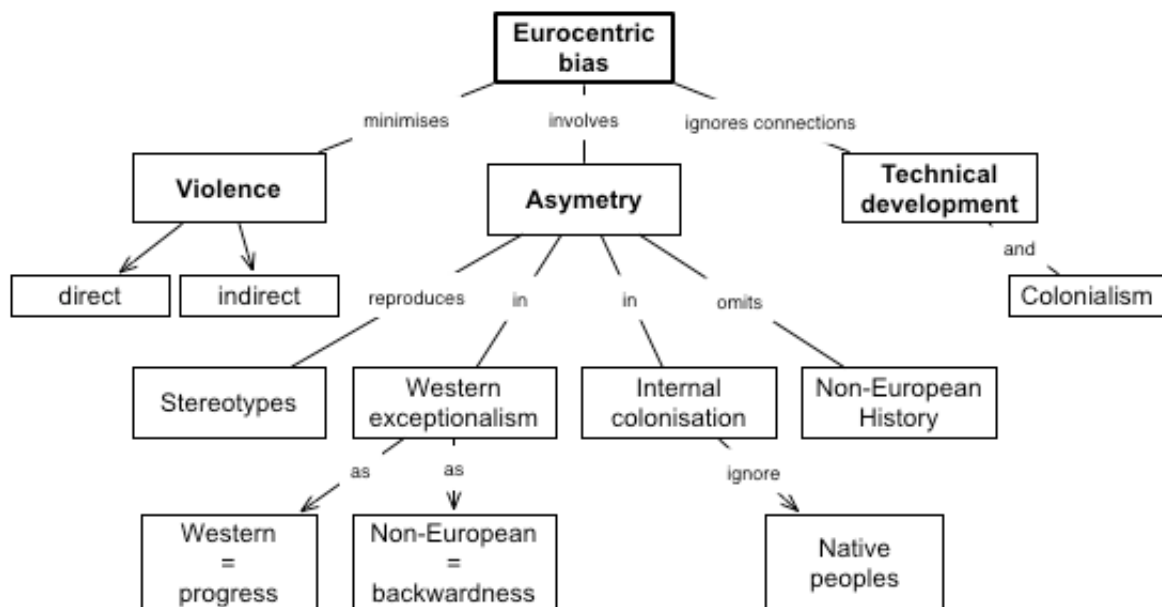 Eurocentric
bias
minimises
involves
ignores connections
Violence
Asymetry
Technical
development
and
direct
indirect
reproduces
in
in
omits
Colonialism
Stereotypes
Western
exceptionalism
Internal
colonisation
Non-European
History
as
as
ignore
Western
=
progress
Non-European
=
backwardness
Native
peoples